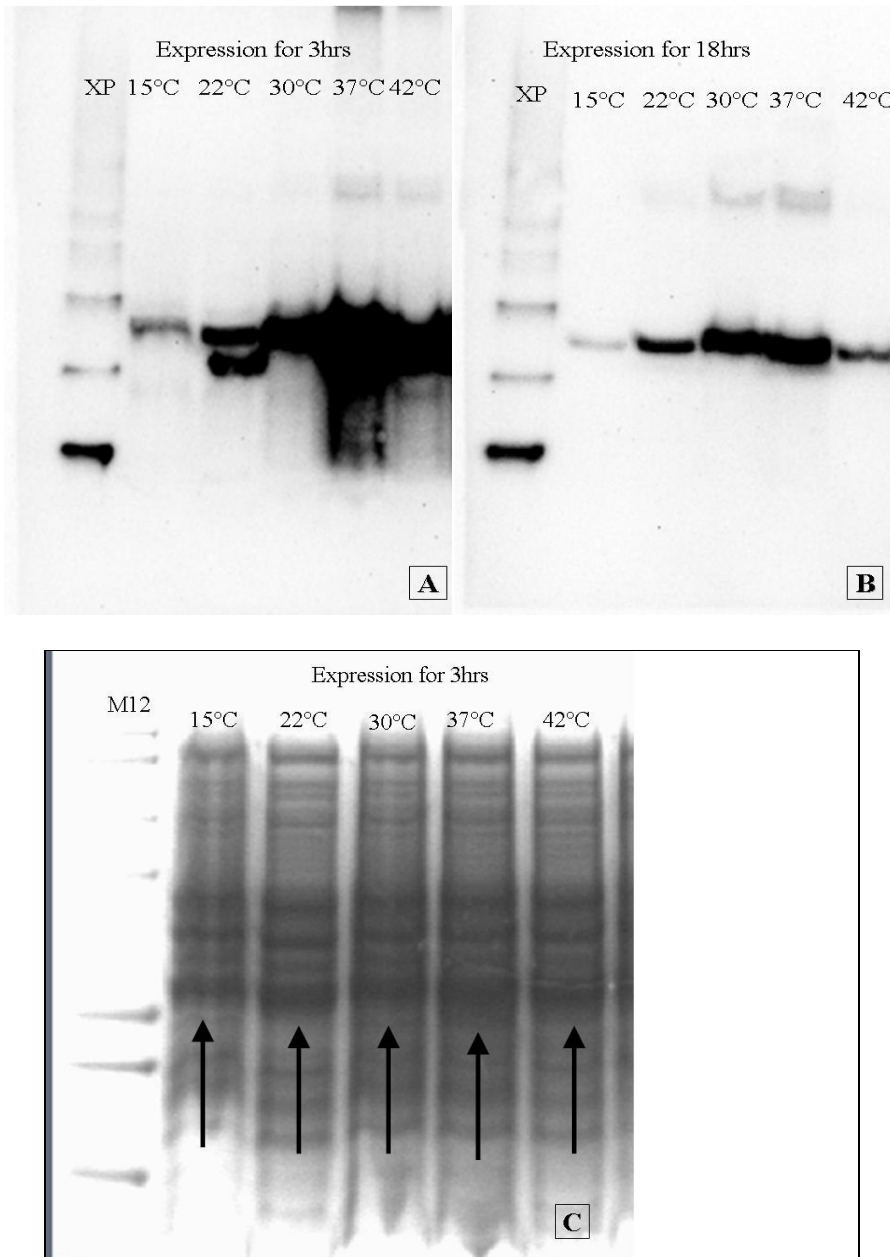 Expression for 3hrs
XP 15°C 22°C 30°C 37°C 42°C
A
Expression for 18hrs
XP 15°C 22°C 30°C 37°C 42°C
B
Expression for 3hrs
M12
15°C 22°C 30°C 37°C 42°C
C